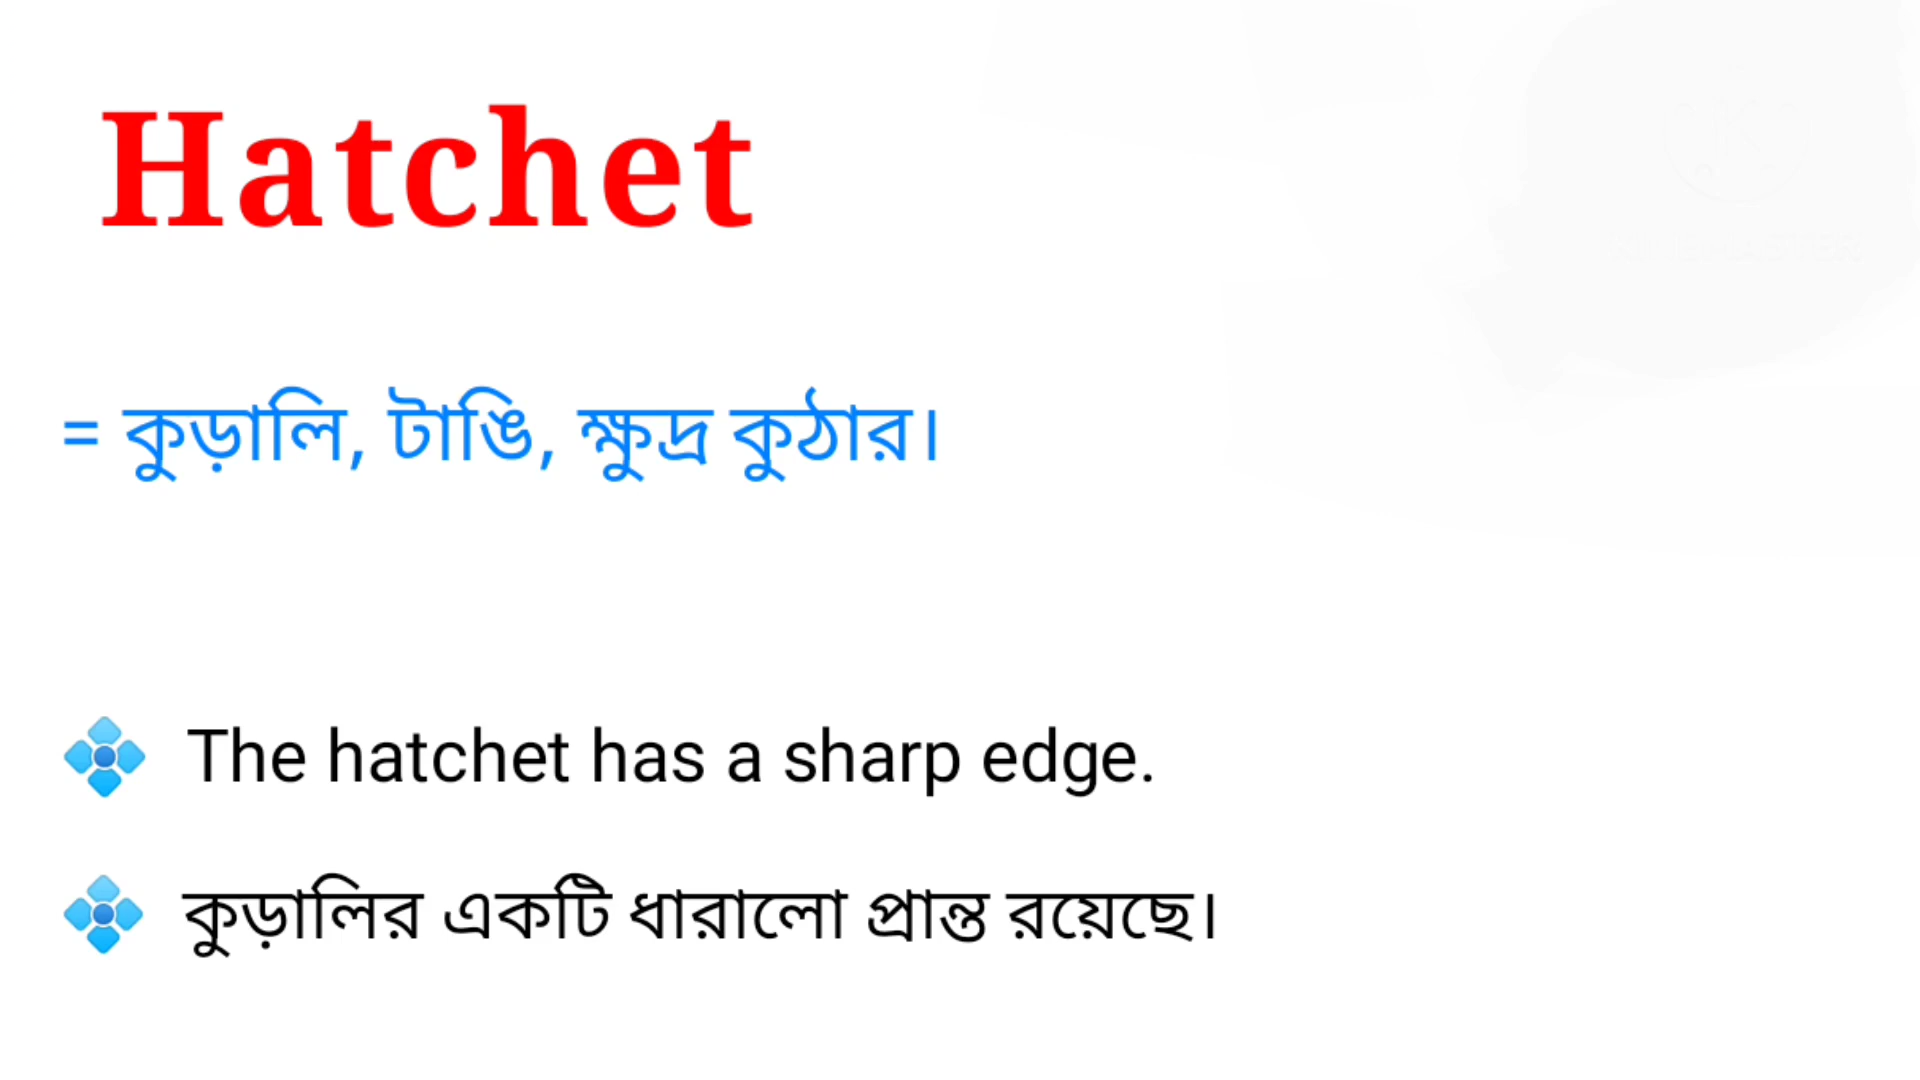 Hatchet
= কুড়ালি, টাঙি, ক্ষুদ্র কুঠার।
The hatchet has a sharp edge.
কুড়ালির একটি ধারালো প্রান্ত রয়েছে।